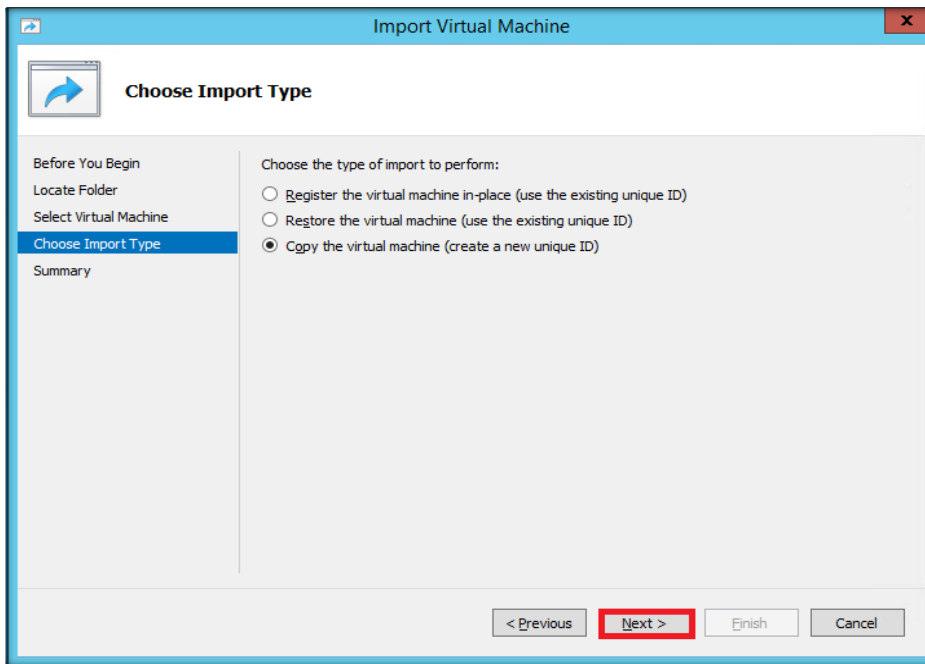 Import Virtual Machine
x
Choose Import Type
Before You Begin
Locate Folder
Select Virtual Machine
Choose Import Type
Summary
Choose the type of import to perform:
Register the virtual machine in-place (use the existing unique ID)
Restore the virtual machine (use the existing unique ID)
Copy the virtual machine (create a new unique ID)
< Previous Next > Finish Cancel